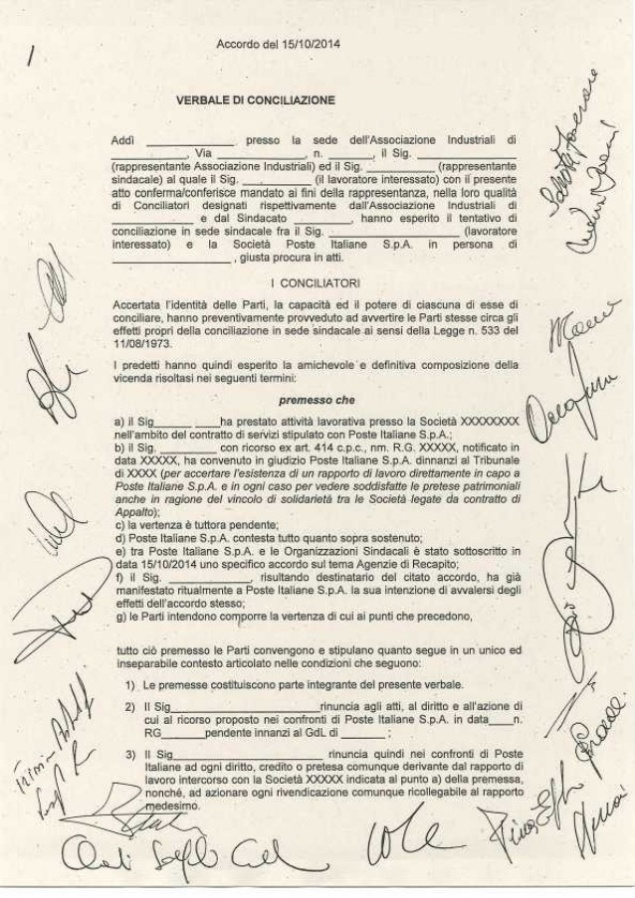 Accordo del 15/10/2014
VERBALE DI CONCILIAZIONE
Addì _______________ presso la sede dell'Associazione Industriali di
_____________, Via _____________, n. _______, il Sig. _______________
(rappresentante Associazione Industriali) ed il Sig. ____________ (rappresentante
sindacale) al quale il Sig. ____,________ (il lavoratore interessato) con il presente
atto conferma/conferisce mandato ai fini della rappresentanza, nella loro qualità
di Conciliatori designati rispettivamente dall'Associazione Industriali di
______________ e dal Sindacato __________, hanno esperito il tentativo di
conciliazione in sede sindacale fra il Sig. ______________________ (lavoratore
interessato) e la Società Poste Italiane S.p.A. in persona di
____________________ , giusta procura in atti.
I CONCILIATORI
Accertata l'identità delle Parti, la capacità ed il potere di ciascuna di esse di
conciliare, hanno preventivamente provveduto ad avvertire le Parti stesse circa gli
effetti propri della conciliazione in sede sindacale ai sensi della Legge n. 533 del
11/08/1973.
I predetti hanno quindi esperito la amichevole e definitiva composizione della
vicenda risoltasi nei seguenti termini:
premesso che
a) il Sig______ ____ha prestato attività lavorativa presso la Società XXXXXXXX
nell'ambito del contratto di servizi stipulato con Poste Italiane S.p.A.;
b) il Sig. __________ con ricorso ex art. 414 c.p.c., nm. R.G. XXXXX, notificato in
data XXXXX, ha convenuto in giudizio Poste Italiane S.p.A. dinnanzi al Tribunale
di XXXX (per accertare l'esistenza di un rapporto di lavoro direttamente in capo a
Poste Italiane S.p.A. e in ogni caso per vedere soddisfatte le pretese patrimoniali
anche in ragione del vincolo di solidarietà tra le Società legate da contratto di
Appalto);
c) la vertenza è tuttora pendente;
d) Poste Italiane S.p.A. contesta tutto quanto sopra sostenuto;
e) tra Poste Italiane S.p.A. e le Organizzazioni Sindacali è stato sottoscritto in
data 15/10/2014 uno specifico accordo sul tema Agenzie di Recapito;
f) il Sig. ______________, risultando destinatario del citato accordo, ha già
manifestato ritualmente a Poste Italiane S.p.A. la sua intenzione di avvalersi degli
effetti dell'accordo stesso;
g) le Parti intendono comporre la vertenza di cui ai punti che precedono,
tutto ciò premesso le Parti convengono e stipulano quanto segue in un unico ed
inseparabile contesto articolato nelle condizioni che seguono:
1) Le premesse costituiscono parte integrante del presente verbale.
2) Il Sig______________________rinuncia agli atti, al diritto e all'azione di
cui al ricorso proposto nei confronti di Poste Italiane S.p.A. in data____n.
RG______pendente innanzi al GdL di _______ ;
3) Il Sig______________________ rinuncia quindi nei confronti di Poste
Italiane ad ogni diritto, credito o pretesa comunque derivante dal rapporto di
lavoro intercorso con la Società XXXXX indicata al punto a) della premessa,
nonché, ad azionare ogni rivendicazione comunque ricollegabile al rapporto
medesimo.